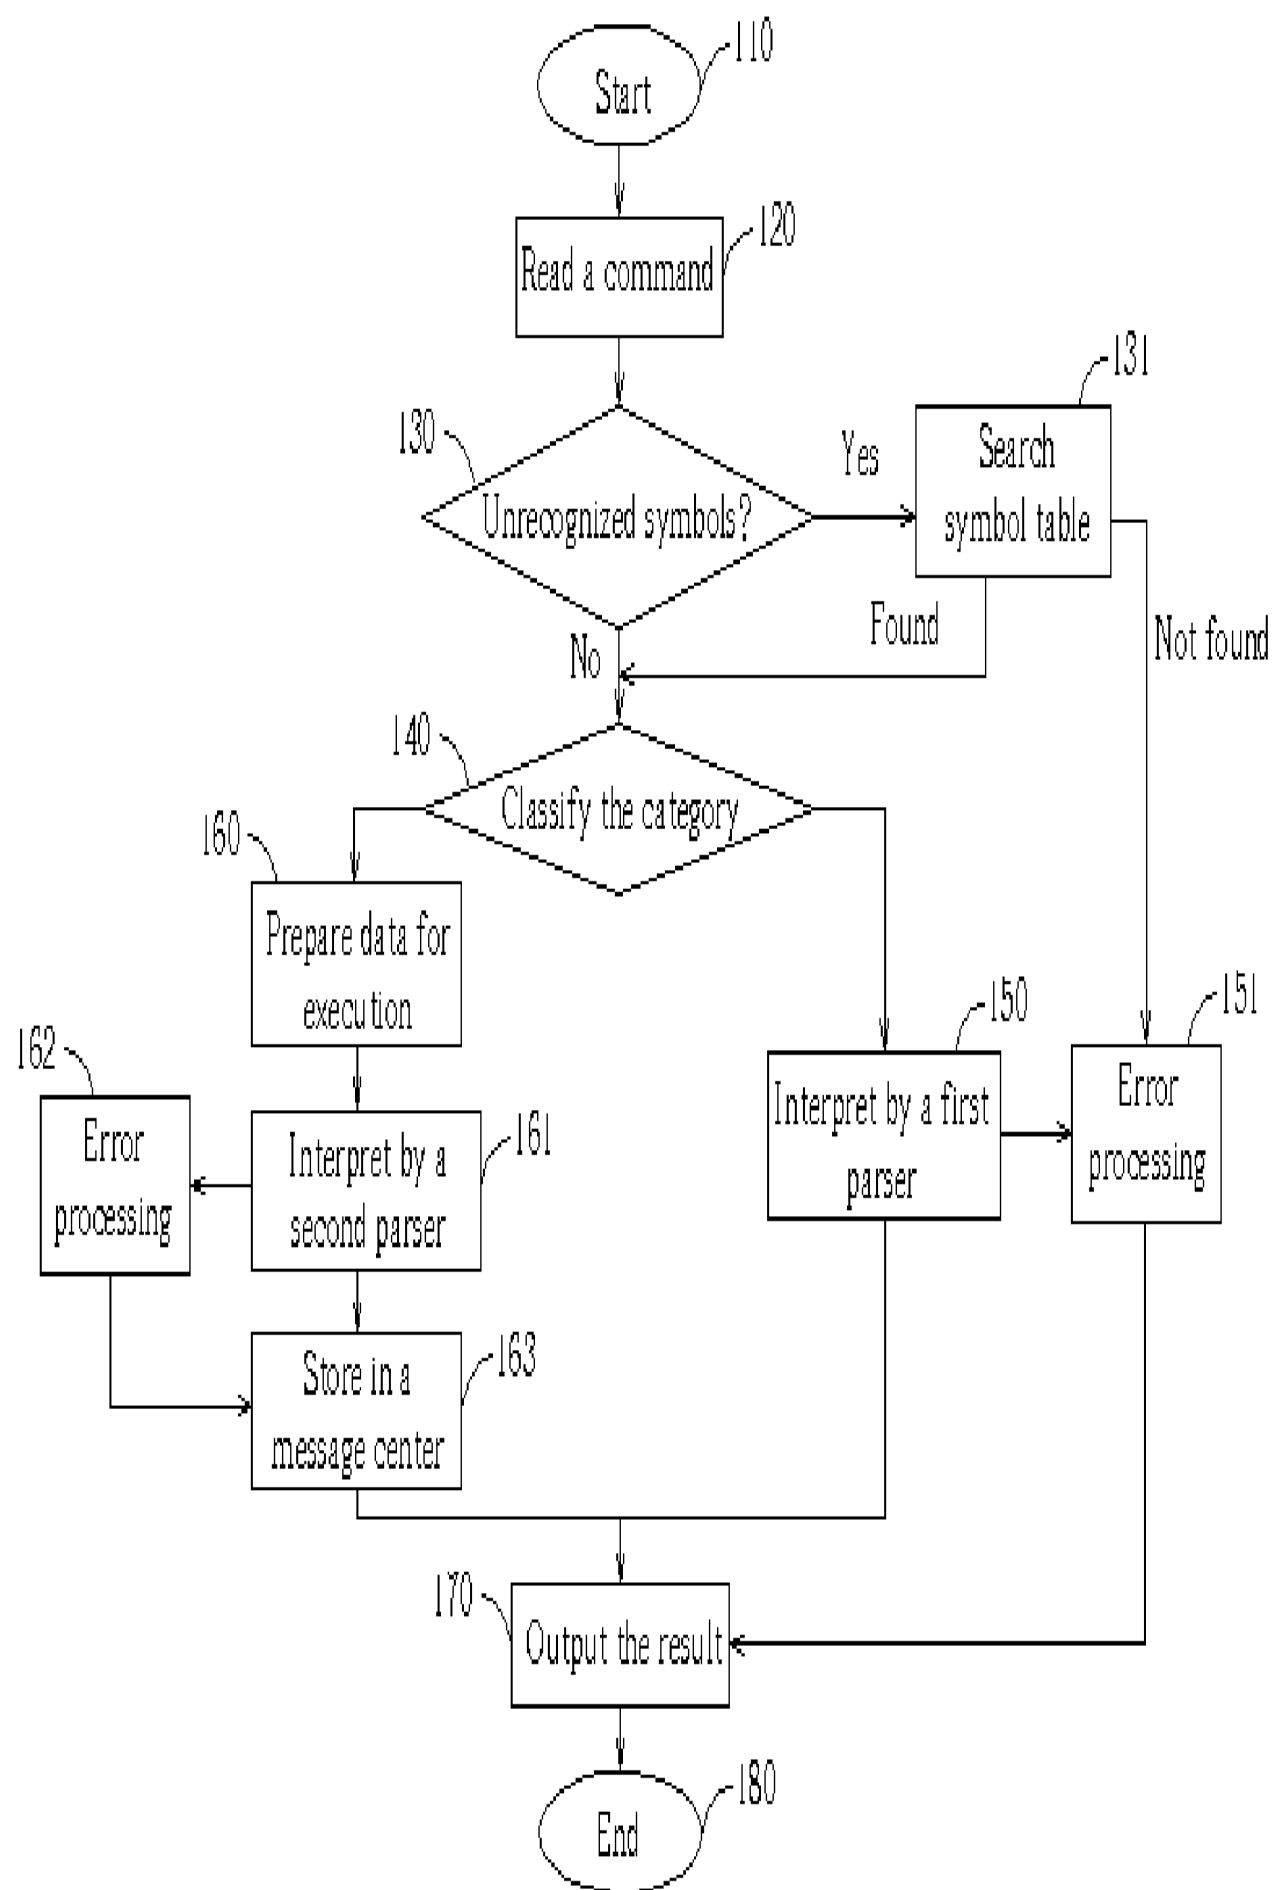 110
Start
120
Read a command
131
130
Yes
Search
symbol table
Unrecognized symbols?
Found
Not found
No
140
Classify the category
160
Prepare data for
execution
150
151
162
Error
processing
Interpret by a
second parser
161
Interpret by a first
parser
Error
processing
163
Store in a
message center
170
Output the result
180
End